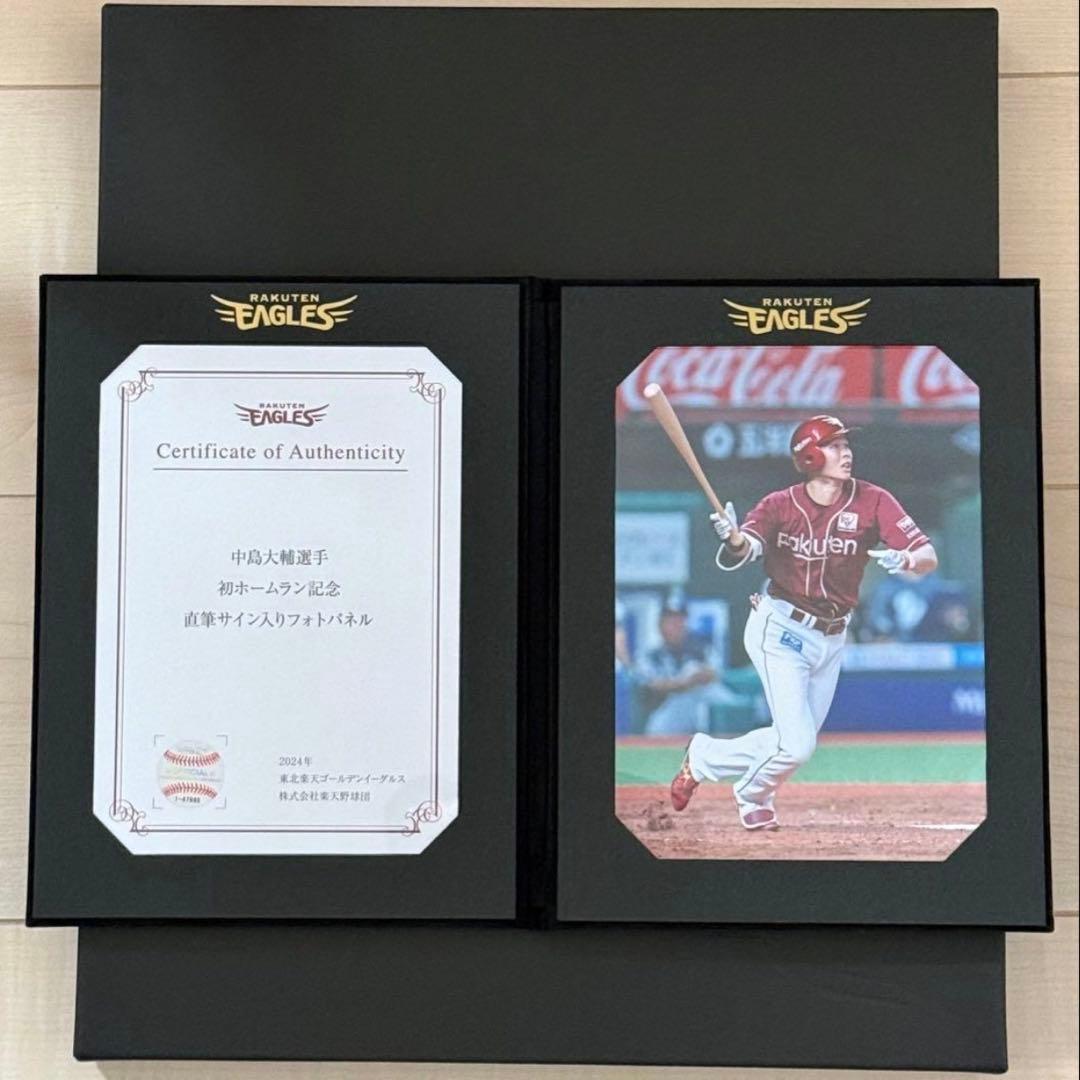 RAKUTEN
EAGLES
RAKUTEN
EAGLES
Certificate of Authenticity
中島大輔選手
初ホームラン記念
直筆サイン入りフォトパネル
2024年
東北楽天ゴールデンイーグルス
株式会社楽天野球団
RAKUTEN
EAGLES
Coca-Cola
Rakuten